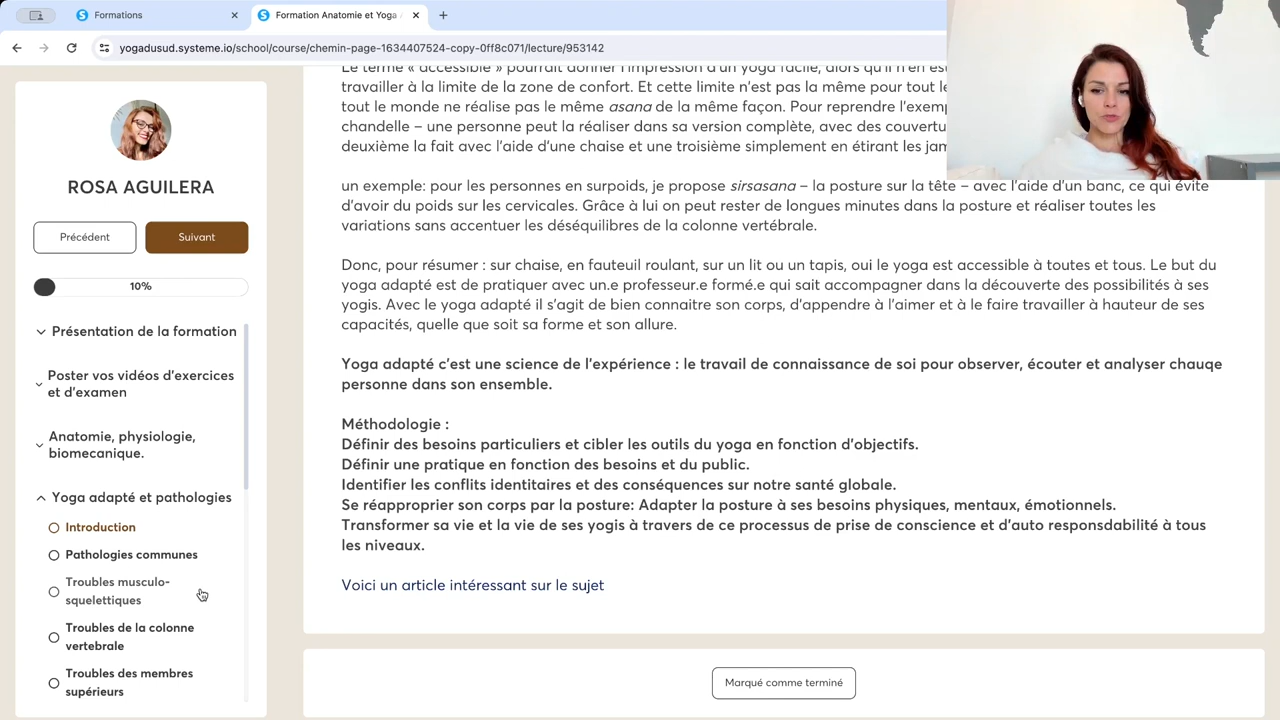 Formations
Formation Anatomie et Yoga
yogadusud.systeme.io/school/course/chemin-page-1634407524-copy-0ff8c071/lecture/953142
ROSA AGUILERA
Précédent
Suivant
10%
Présentation de la formation
Poster vos vidéos d'exercices
et d'examen
Anatomie, physiologie,
biomecanique.
Yoga adapté et pathologies
Introduction
Pathologies communes
Troubles musculo-
squelettiques
Troubles de la colonne
vertebrale
Troubles des membres
supérieurs
Le terme « accessible » pourrait donner l'impression d'un yoga facile, alors qu'il n'en est
travailler à la limite de la zone de confort. Et cette limite n'est pas la même pour tout le
tout le monde ne réalise pas le même asana de la même façon. Pour reprendre l'exemp
chandelle – une personne peut la réaliser dans sa version complète, avec des couvertu
deuxième la fait avec l'aide d'une chaise et une troisième simplement en étirant les jam
un exemple: pour les personnes en surpoids, je propose sirsasana – la posture sur la tête – avec l'aide d'un banc, ce qui évite
d'avoir du poids sur les cervicales. Grâce à lui on peut rester de longues minutes dans la posture et réaliser toutes les
variations sans accentuer les déséquilibres de la colonne vertébrale.
Donc, pour résumer : sur chaise, en fauteuil roulant, sur un lit ou un tapis, oui le yoga est accessible à toutes et tous. Le but du
yoga adapté est de pratiquer avec un.e professeur.e formé.e qui sait accompagner dans la découverte des possibilités à ses
yogis. Avec le yoga adapté il s'agit de bien connaitre son corps, d'appendre à l'aimer et à le faire travailler à hauteur de ses
capacités, quelle que soit sa forme et son allure.
Yoga adapté c'est une science de l'expérience : le travail de connaissance de soi pour observer, écouter et analyser chauqe
personne dans son ensemble.
Méthodologie :
Définir des besoins particuliers et cibler les outils du yoga en fonction d'objectifs.
Définir une pratique en fonction des besoins et du public.
Identifier les conflits identitaires et des conséquences sur notre santé globale.
Se réapproprier son corps par la posture: Adapter la posture à ses besoins physiques, mentaux, émotionnels.
Transformer sa vie et la vie de ses yogis à travers de ce processus de prise de conscience et d'auto responsdabilité à tous
les niveaux.
Voici un article intéressant sur le sujet
Marqué comme terminé